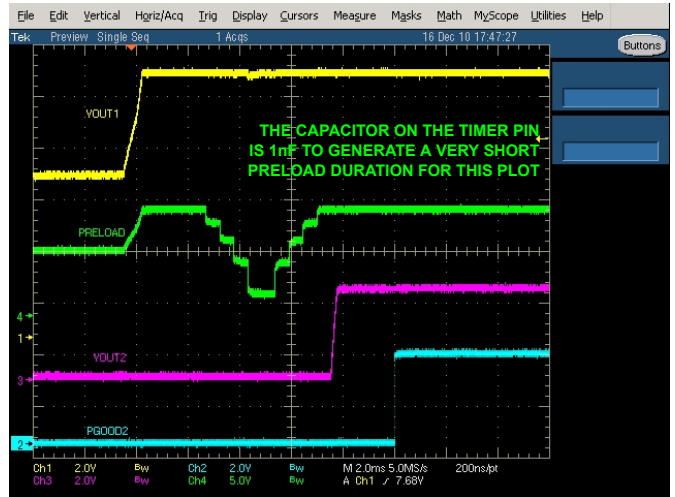 File Edit Vertical Horiz/Acq Trig Display Cursors Measure Masks Math MyScope Utilities Help
Tek Preview Single Seq 1 Acqs 16 Dec 10 17:47:27
Buttons
VOUT1
THE CAPACITOR ON THE TIMER PIN
IS 1nF TO GENERATE A VERY SHORT
PRELOAD DURATION FOR THIS PLOT
PRELOAD
4
1
VOUT2
3
PGOOD2
2
Ch1 2.0V Bw Ch2 2.0V Bw M 2.0ms 5.0MS/s 200ns/pt
Ch3 2.0V Bw Ch4 5.0V Bw A Ch1 7.68V